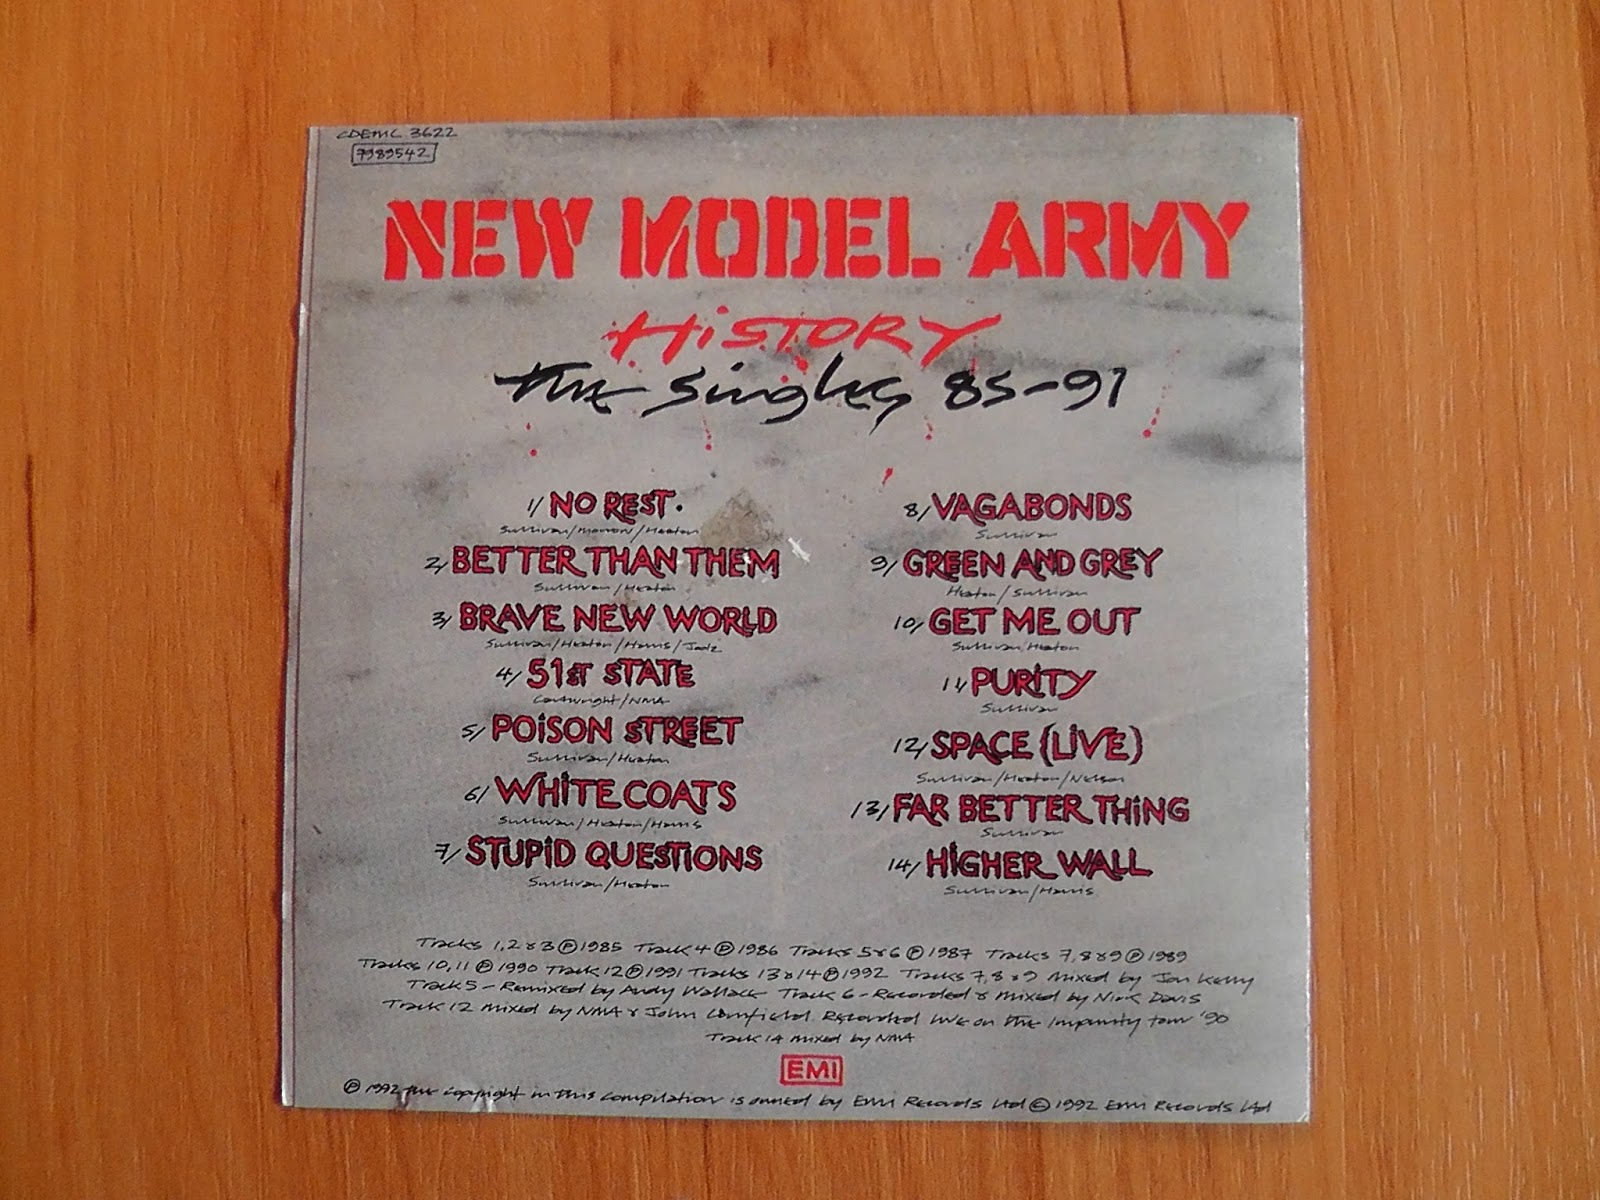 CDEMC 3622
7989542
NEW MODEL ARMY
HiSTORY
the Singles 85-91
1/ NO REST.
Sullivan/Morrow/Heaton
2/ BETTER THAN THEM
Sullivan/Heaton
3/ BRAVE NEW WORLD
Sullivan/Heaton/Harris/Jadz
4/ 51ST STATE
Cartwright/NMA
5/ POiSON STREET
Sullivan/Heaton
6/ WHiTE COATS
Sullivan/Heaton/Harris
7/ STUPiD QUESTiONS
Sullivan/Heaton
8/ VAGABONDS
Sullivan
9/ GREEN AND GREY
Heaton/Sullivan
10/ GET ME OUT
Sullivan/Heaton
11/ PURiTY
Sullivan
12/ SPACE (LiVE)
Sullivan/Heaton/Nelson
13/ FAR BETTER THiNG
Sullivan
14/ HiGHER WALL
Sullivan/Harris
Tracks 1,2 & 3 ℗ 1985 Track 4 ℗ 1986 Tracks 5 & 6 ℗ 1987 Tracks 7, 8 & 9 ℗ 1989
Tracks 10, 11 ℗ 1990 Track 12 ℗ 1991 Tracks 13 & 14 ℗ 1992 Tracks 7, 8 & 9 mixed by Jon Kelly
Track 5 - Remixed by Andy Wallace Track 6 - Recorded & mixed by Nick Davis
Track 12 mixed by NMA & John Cornfield. Recorded live on the Impurity tour '90
Track 14 mixed by NMA
EMI
℗ 1992 the copyright in this compilation is owned by EMI Records Ltd © 1992 EMI Records Ltd